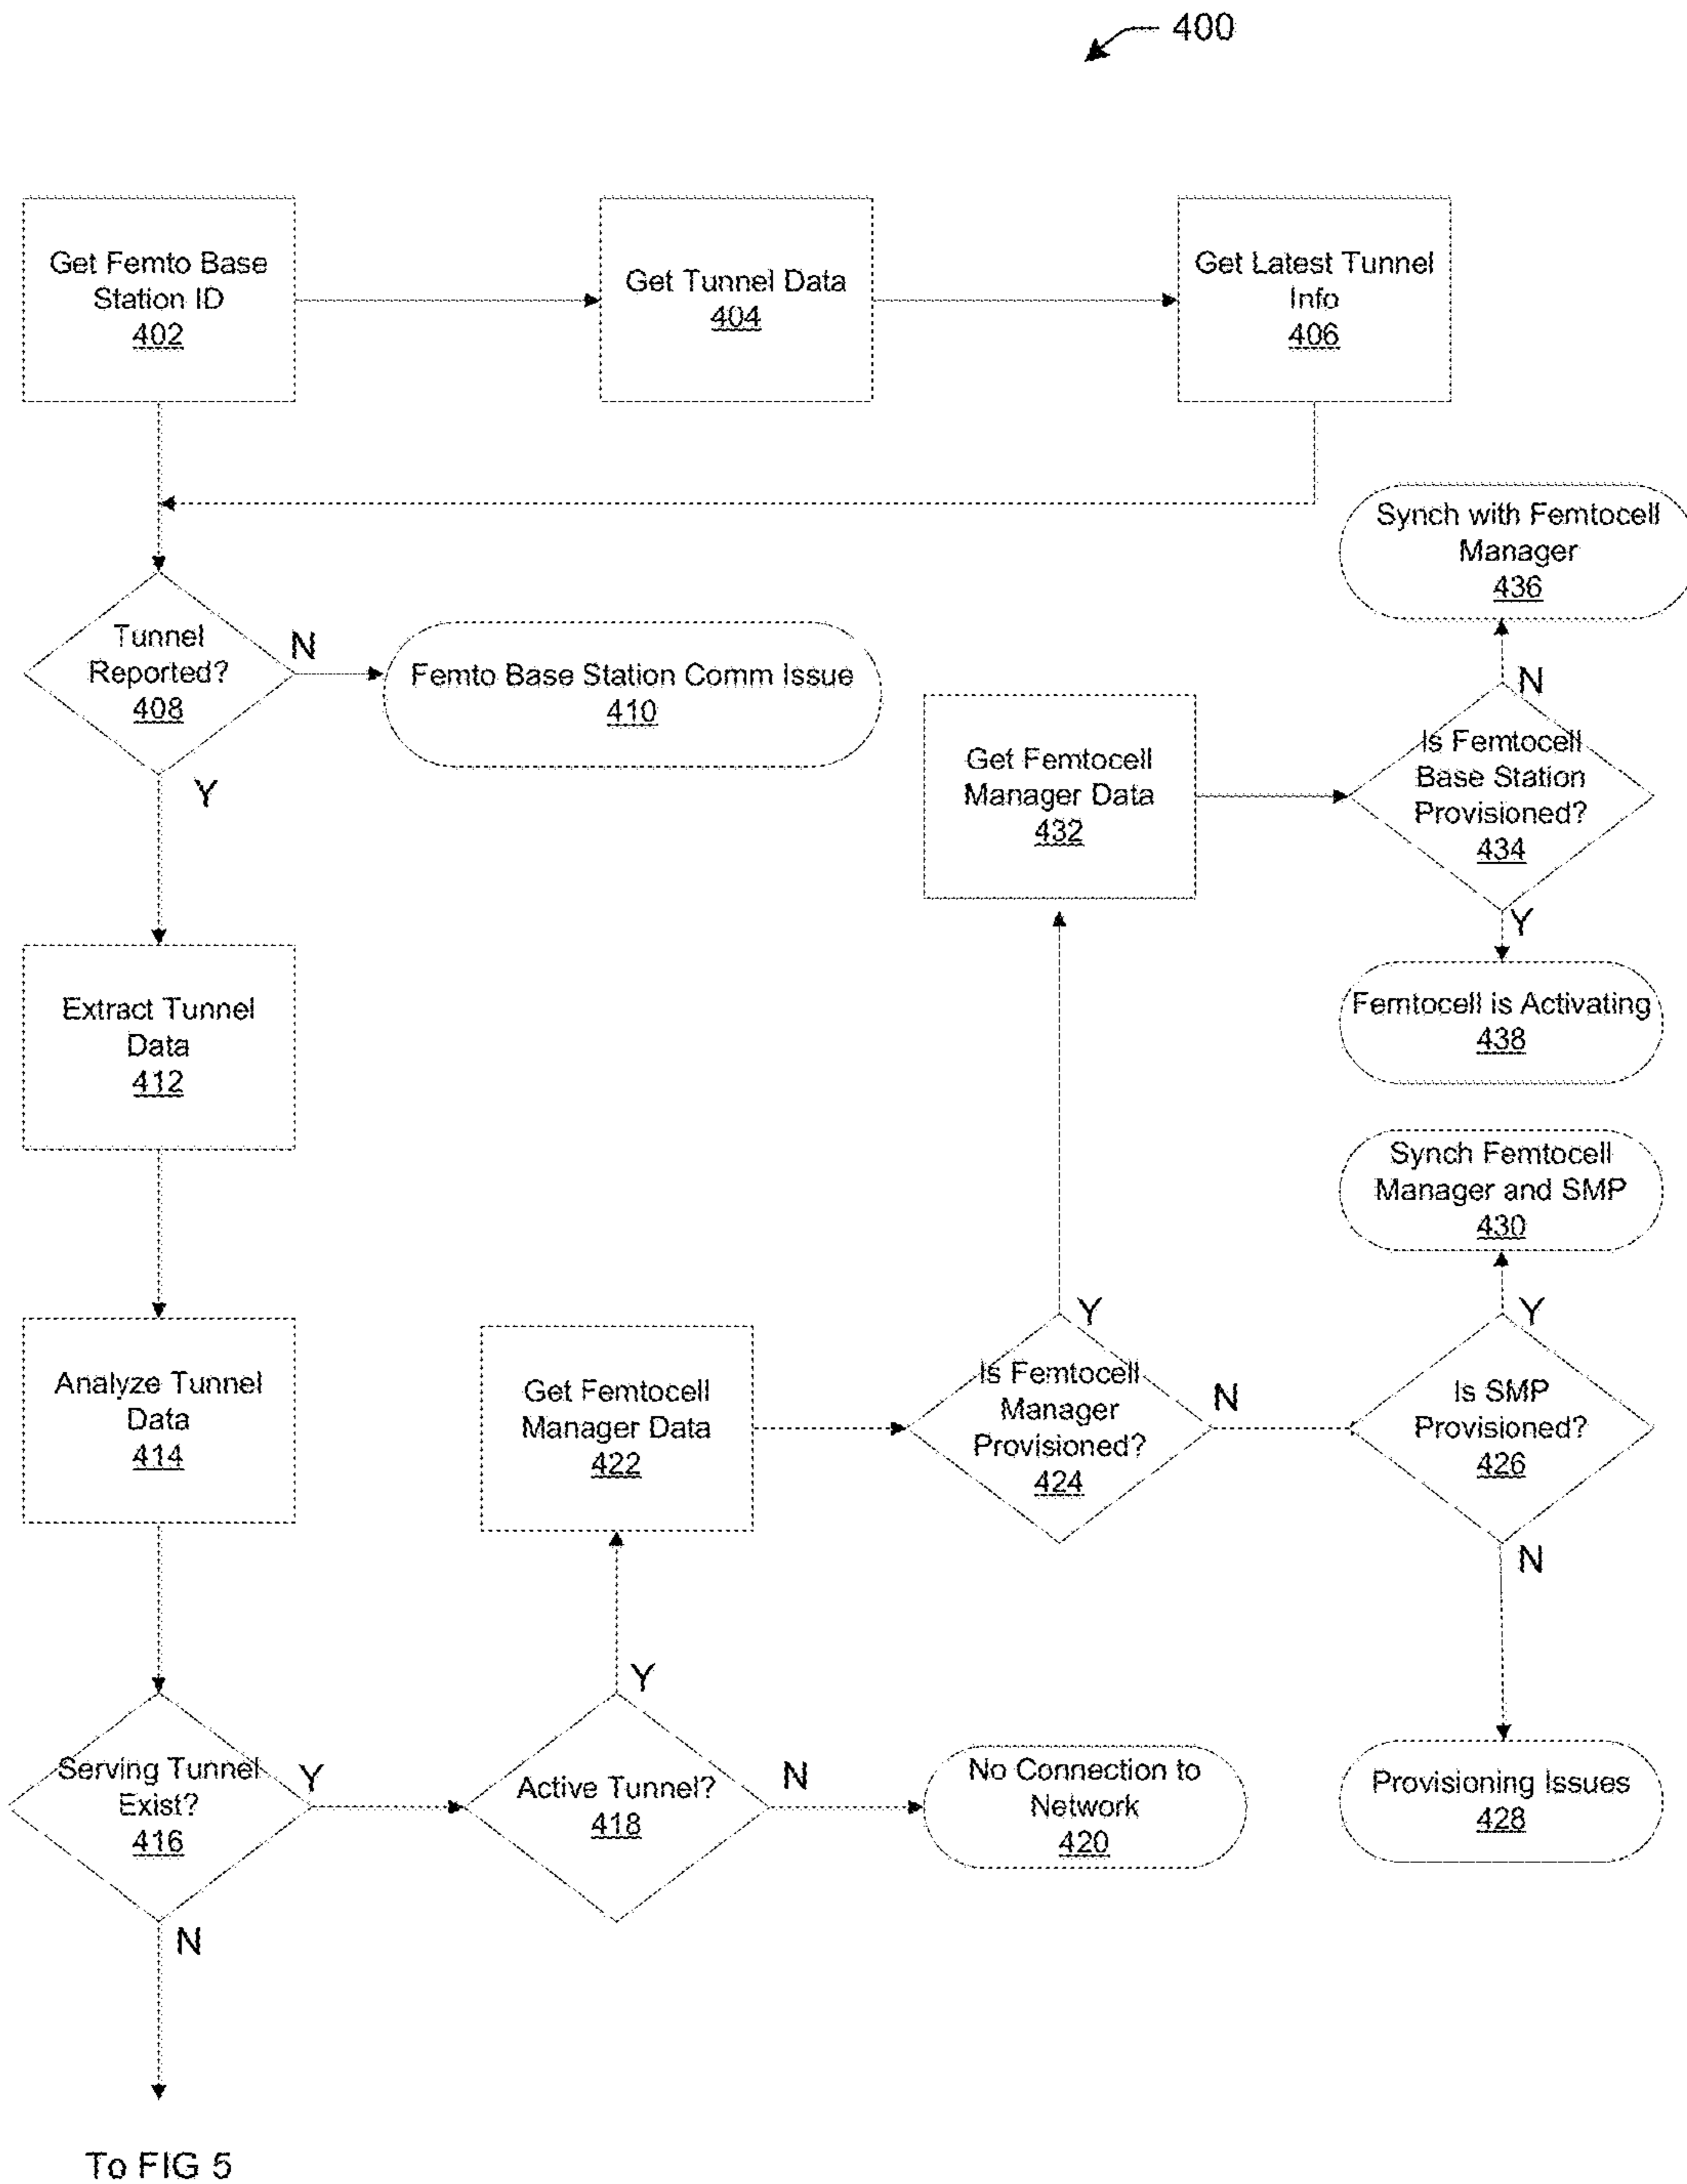 400
Get Femto Base
Station ID
402
Get Tunnel Data
404
Get Latest Tunnel
Info
406
Synch with Femtocell
Manager
436
N
Tunnel
Reported?
408
N
Femto Base Station Comm Issue
410
Y
Get Femtocell
Manager Data
432
Is Femtocell
Base Station
Provisioned?
434
Y
Femtocell is Activating
438
Extract Tunnel
Data
412
Synch Femtocell
Manager and SMP
430
Y
Analyze Tunnel
Data
414
Get Femtocell
Manager Data
422
Y
Is Femtocell
Manager
Provisioned?
424
N
Is SMP
Provisioned?
426
N
Serving Tunnel
Exist?
416
Y
Y
Active Tunnel?
418
N
No Connection to
Network
420
Provisioning Issues
428
N
To FIG 5